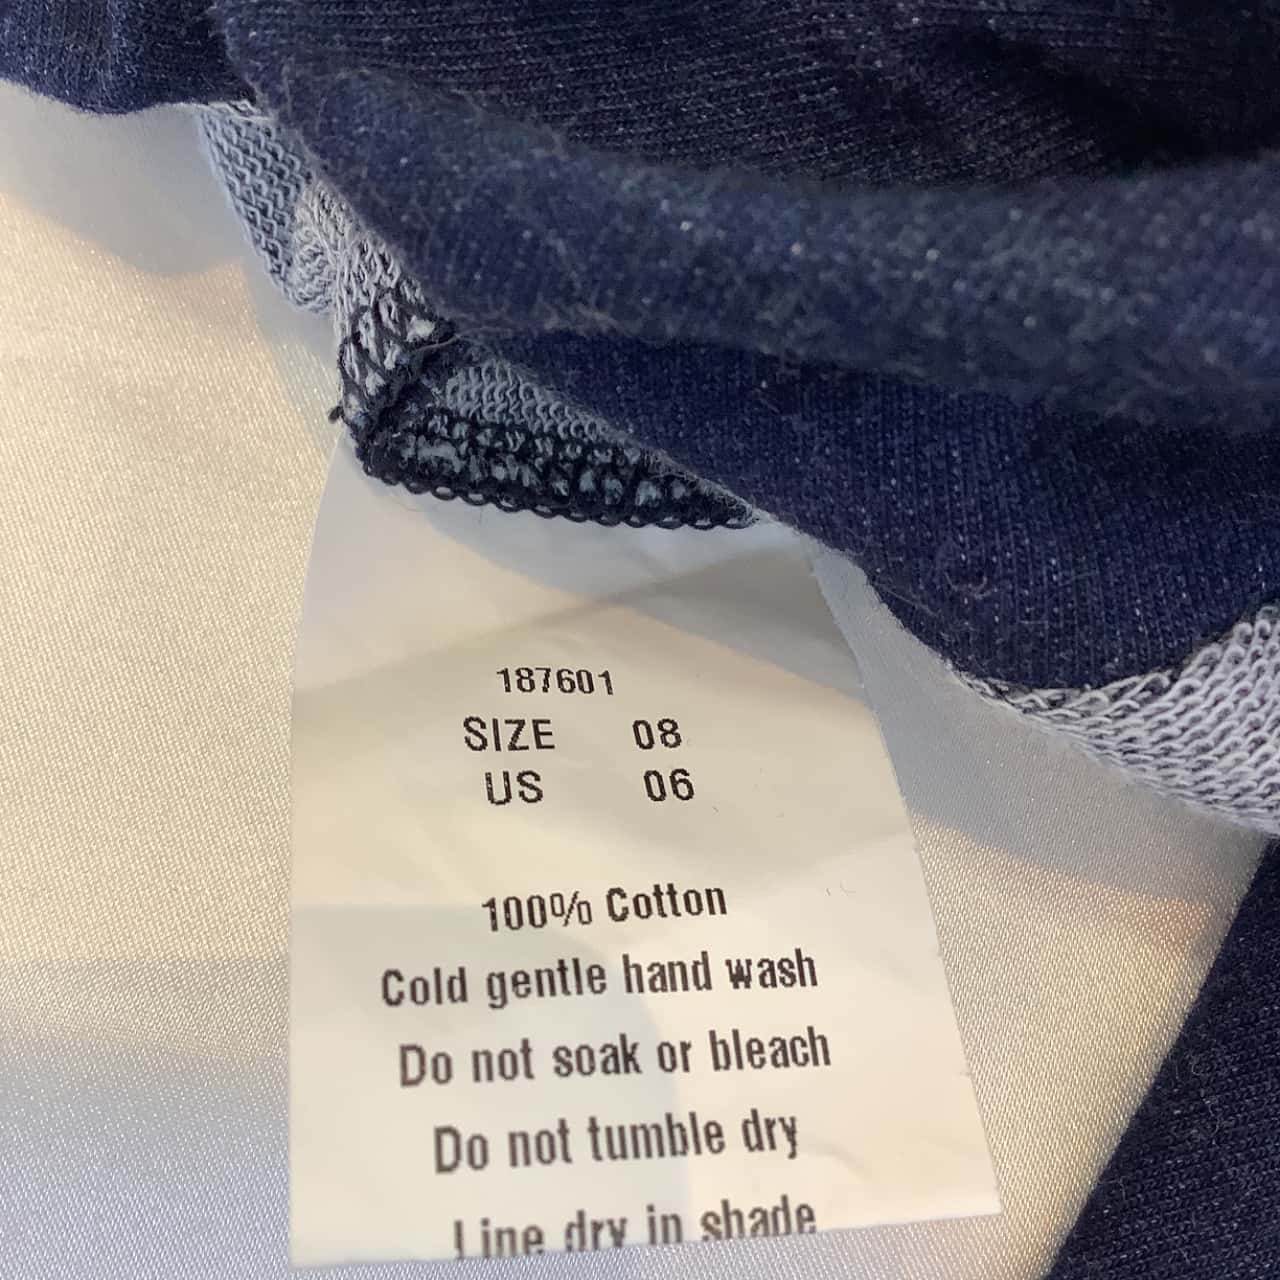 187601
SIZE 08
US 06
100% Cotton
Cold gentle hand wash
Do not soak or bleach
Do not tumble dry
Line dry in shade